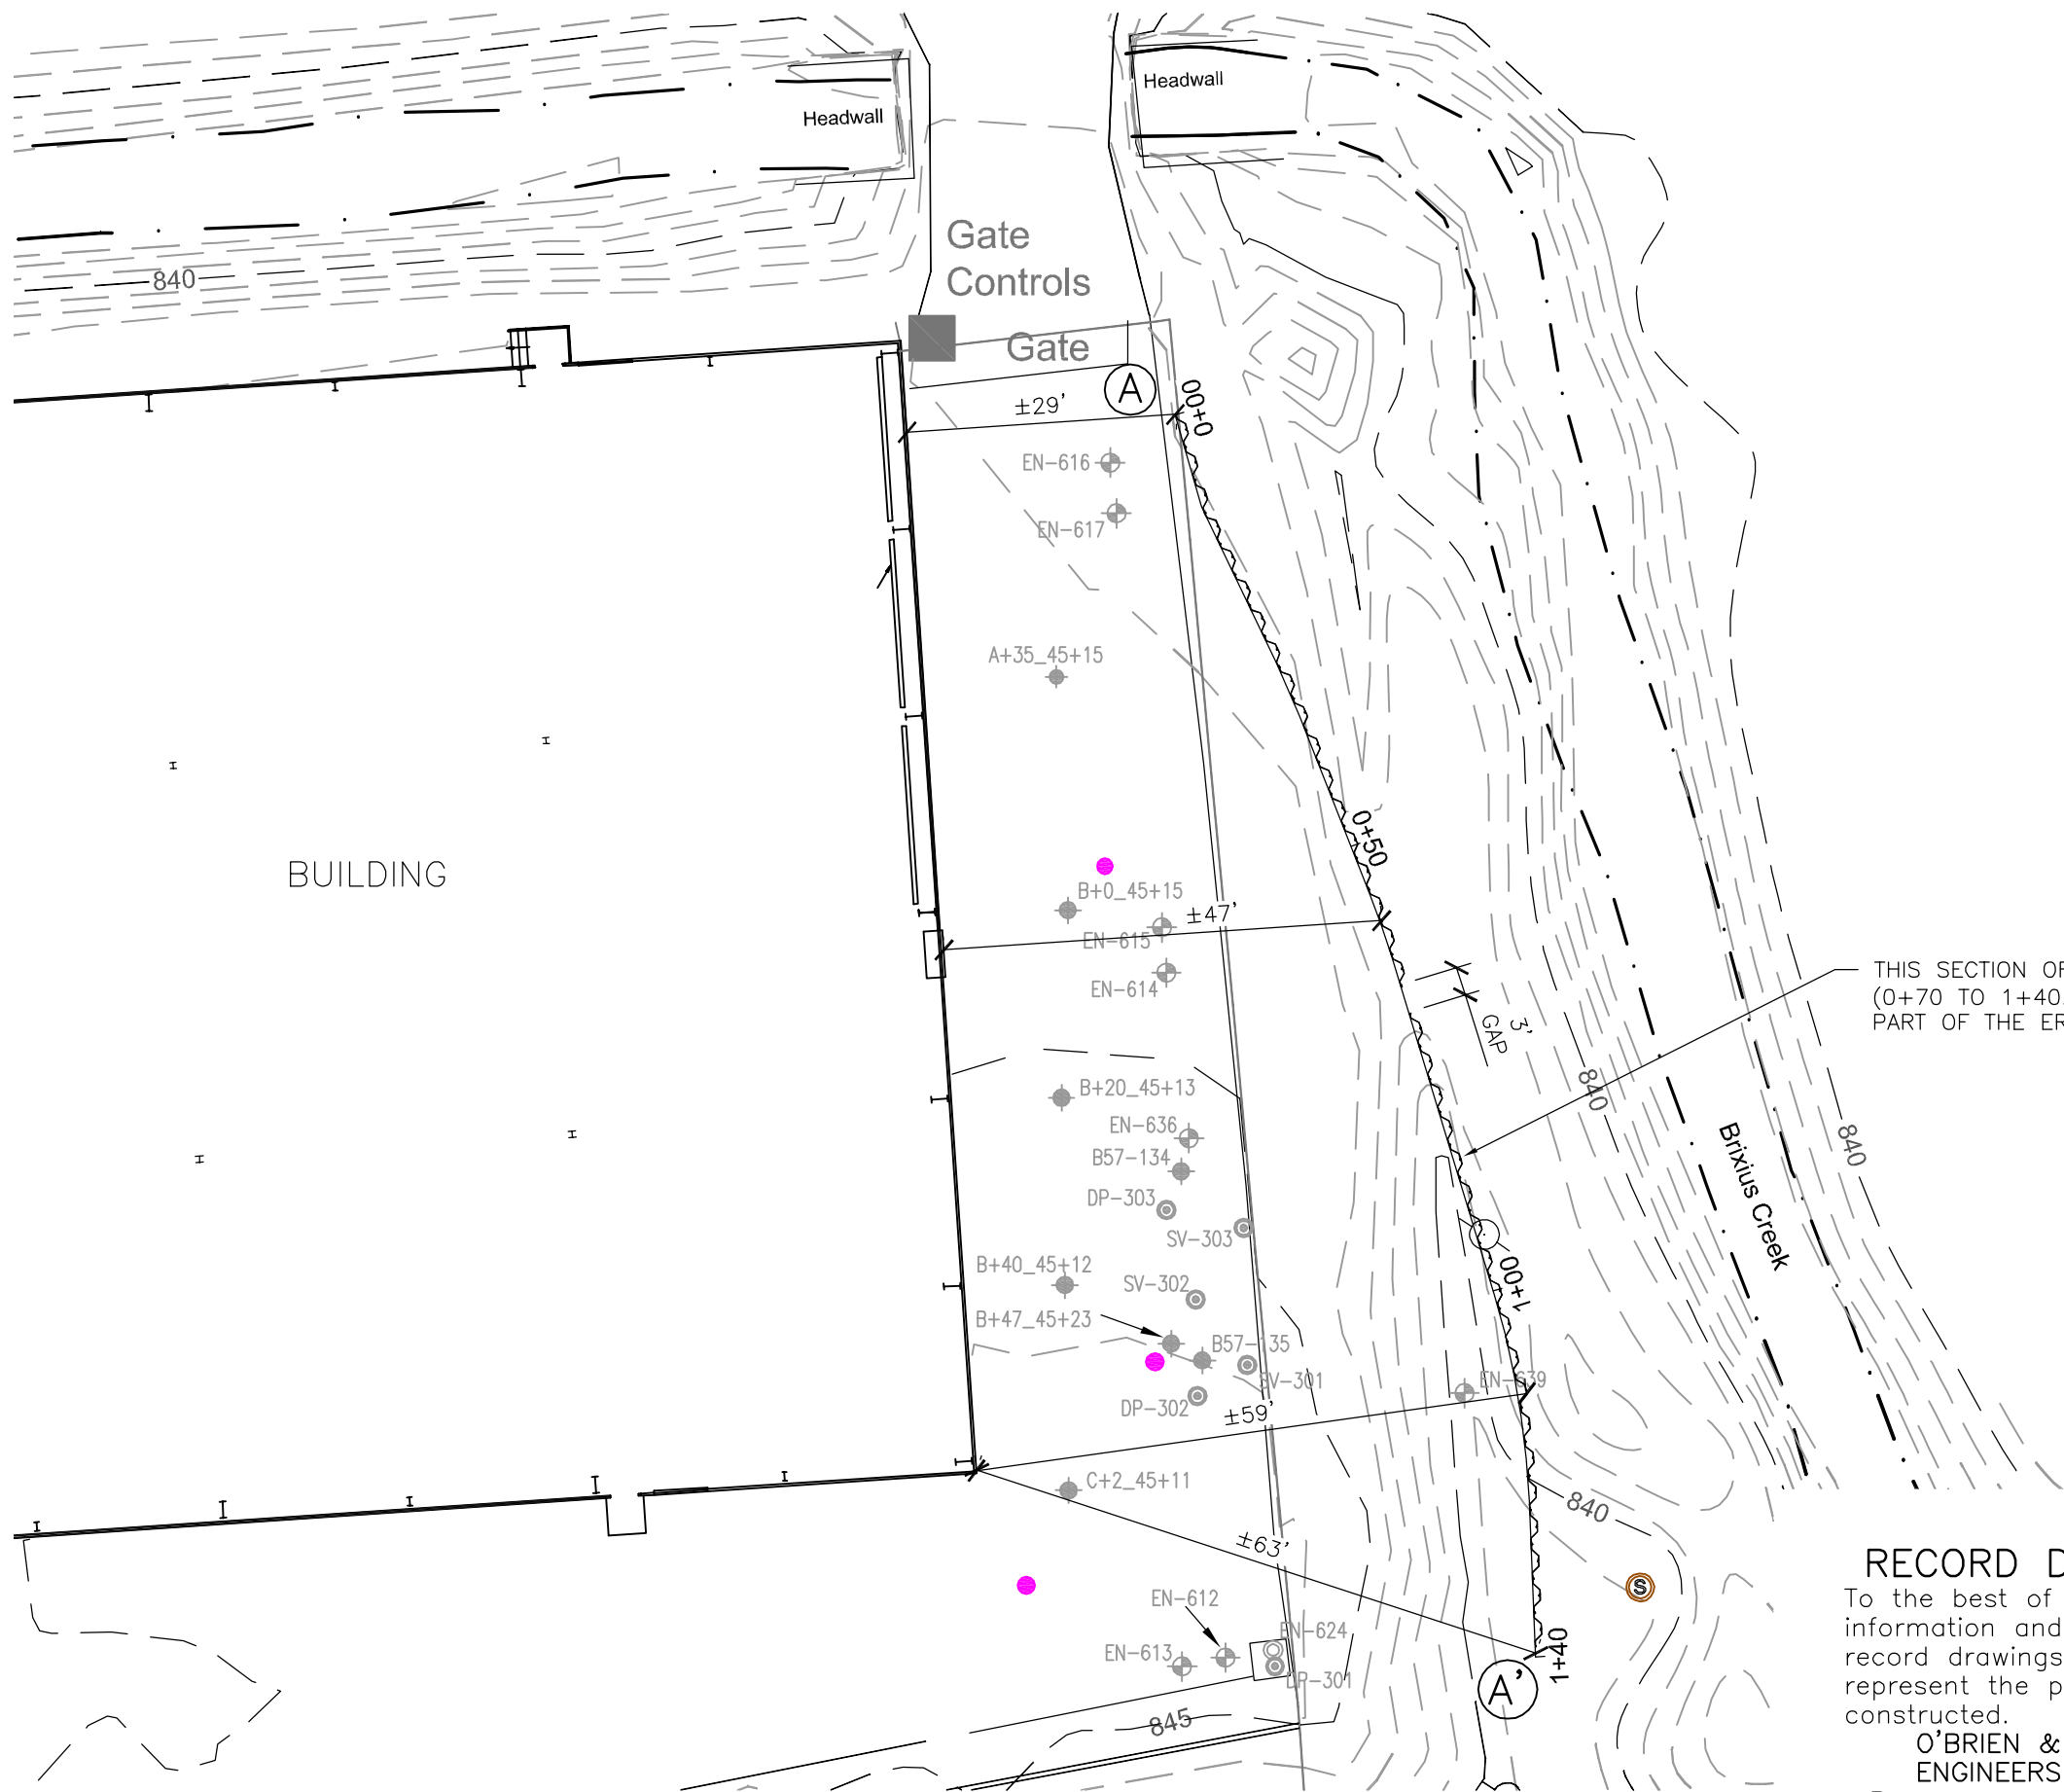 Headwall
Headwall
Gate
Controls
840
Gate
A
±29'
0+00
EN-616
EN-617
A+35_45+15
0+50
BUILDING
B+0_45+15
±47'
EN-615
EN-614
THIS SECTION OF
(0+70 TO 1+40
PART OF THE ER
3'
GAP
840
B+20_45+13
EN-636
B57-134
840
Brixius Creek
DP-303
SV-303
B+40_45+12
SV-302
1+00
B+47_45+23
B57-135
SV-301
EN-639
DP-302
±59'
C+2_45+11
840
±63'
RECORD D
S
To the best of
information and
record drawings
represent the p
constructed.
O'BRIEN &
ENGINEERS
EN-612
EN-624
EN-613
DP-301
1+40
A'
845